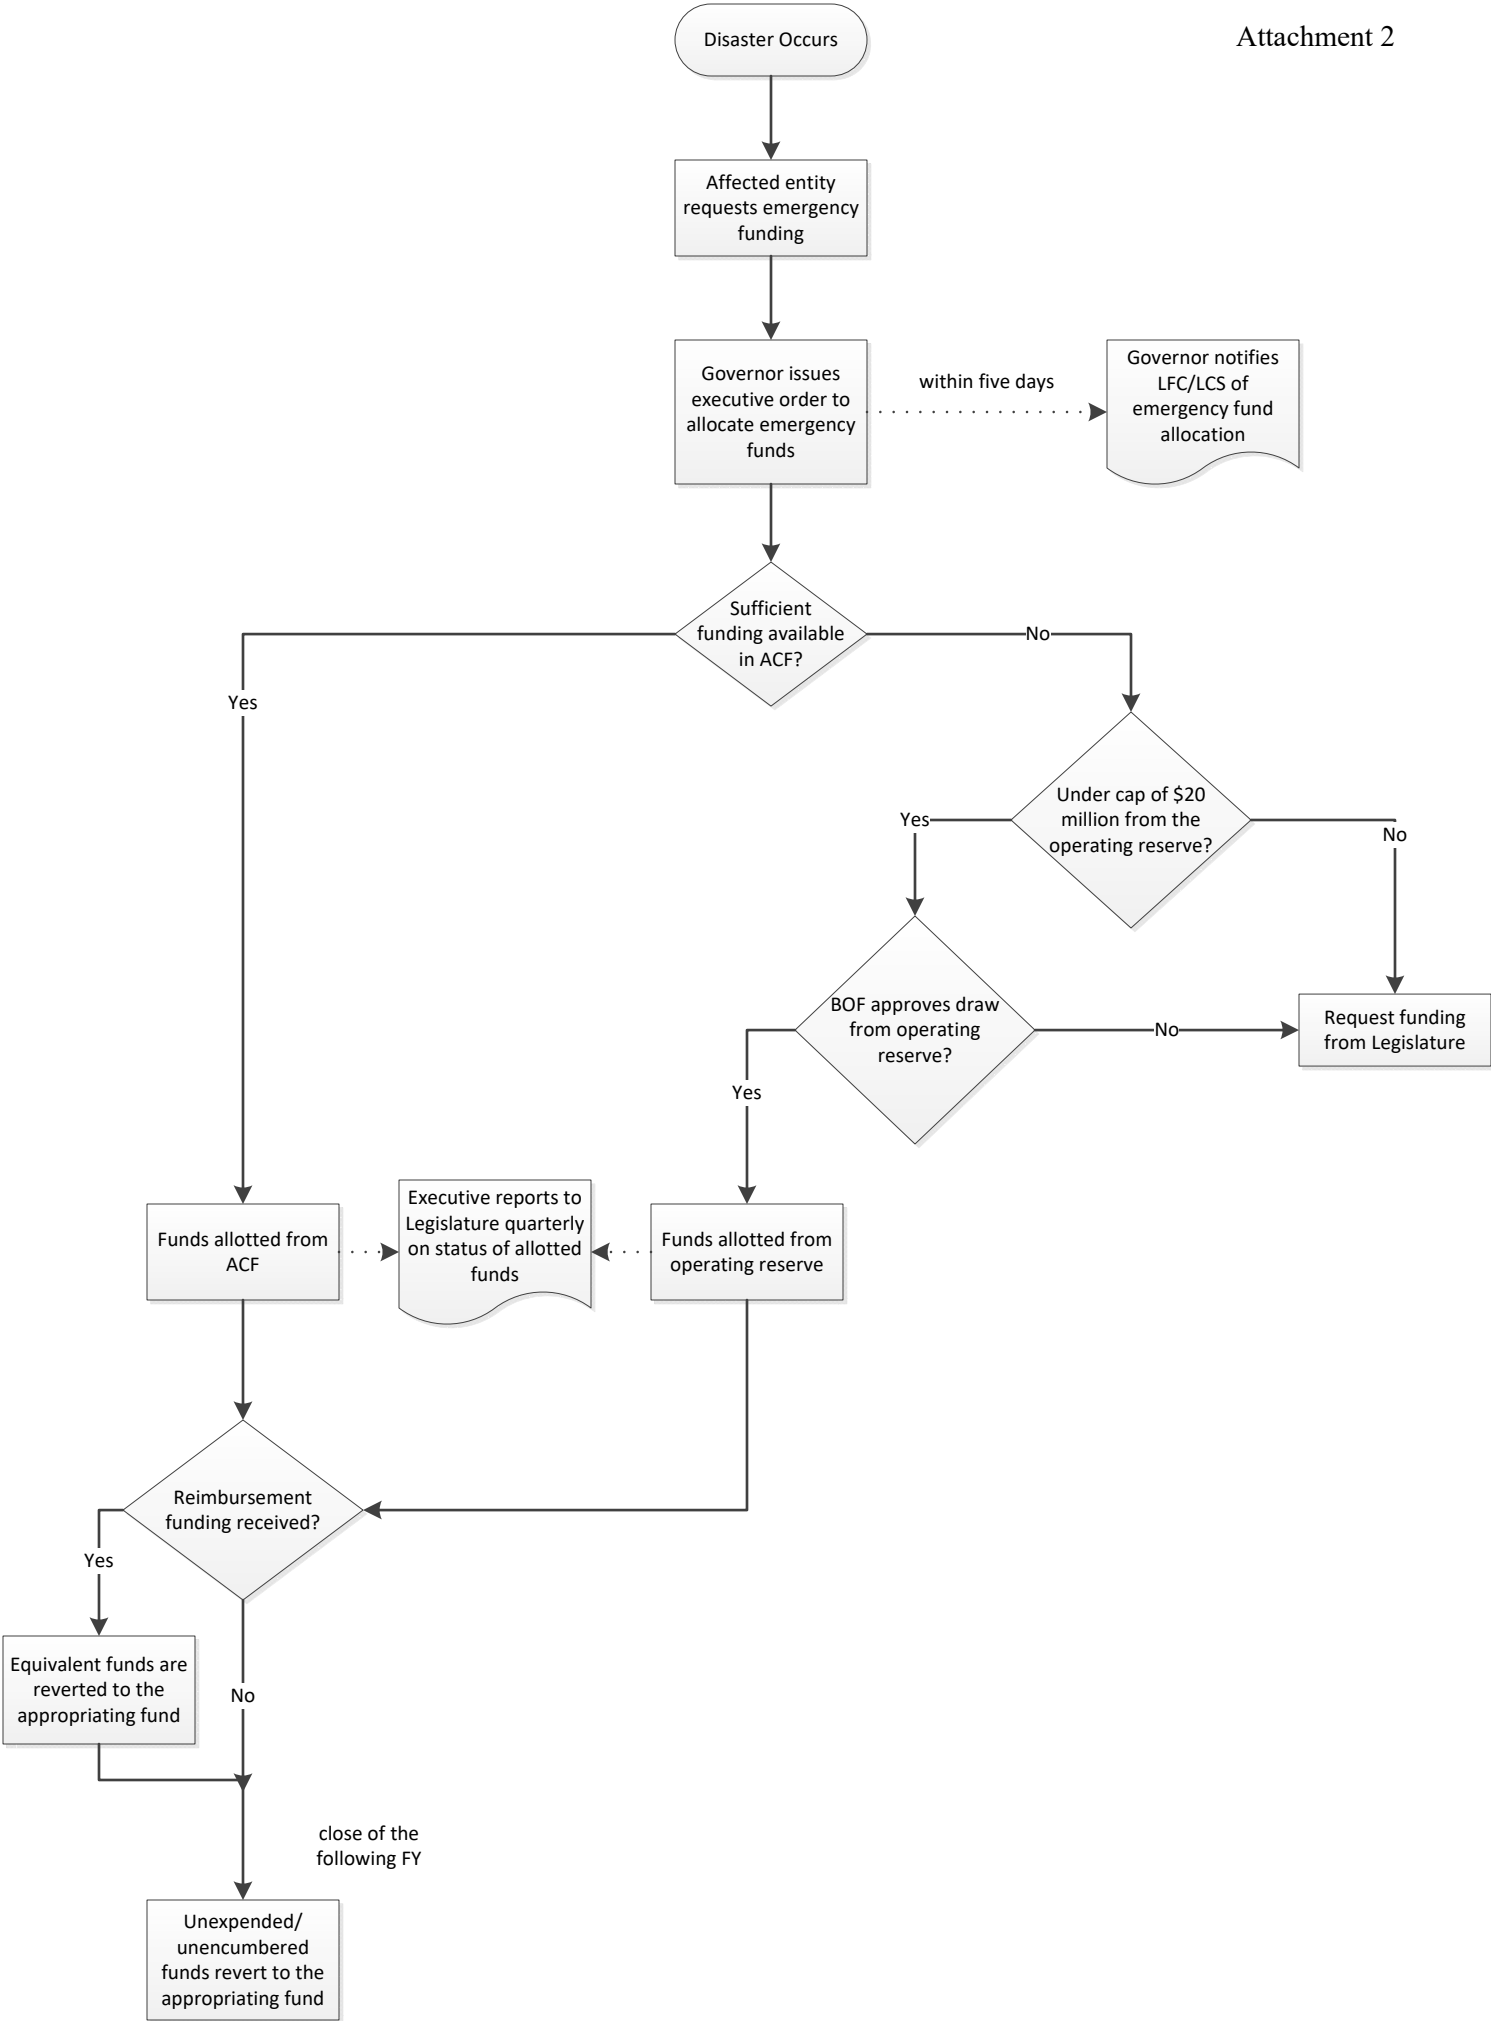 Attachment 2
Disaster Occurs
Affected entity
requests emergency
funding
Governor issues
executive order to
allocate emergency
funds
within five days
Governor notifies
LFC/LCS of
emergency fund
allocation
Sufficient
funding available
in ACF?
No
Yes
Under cap of $20
million from the
operating reserve?
Yes
No
BOF approves draw
from operating
reserve?
No
Request funding
from Legislature
Yes
Funds allotted from
ACF
Executive reports to
Legislature quarterly
on status of allotted
funds
Funds allotted from
operating reserve
Reimbursement
funding received?
Yes
Equivalent funds are
reverted to the
appropriating fund
No
close of the
following FY
Unexpended/
unencumbered
funds revert to the
appropriating fund